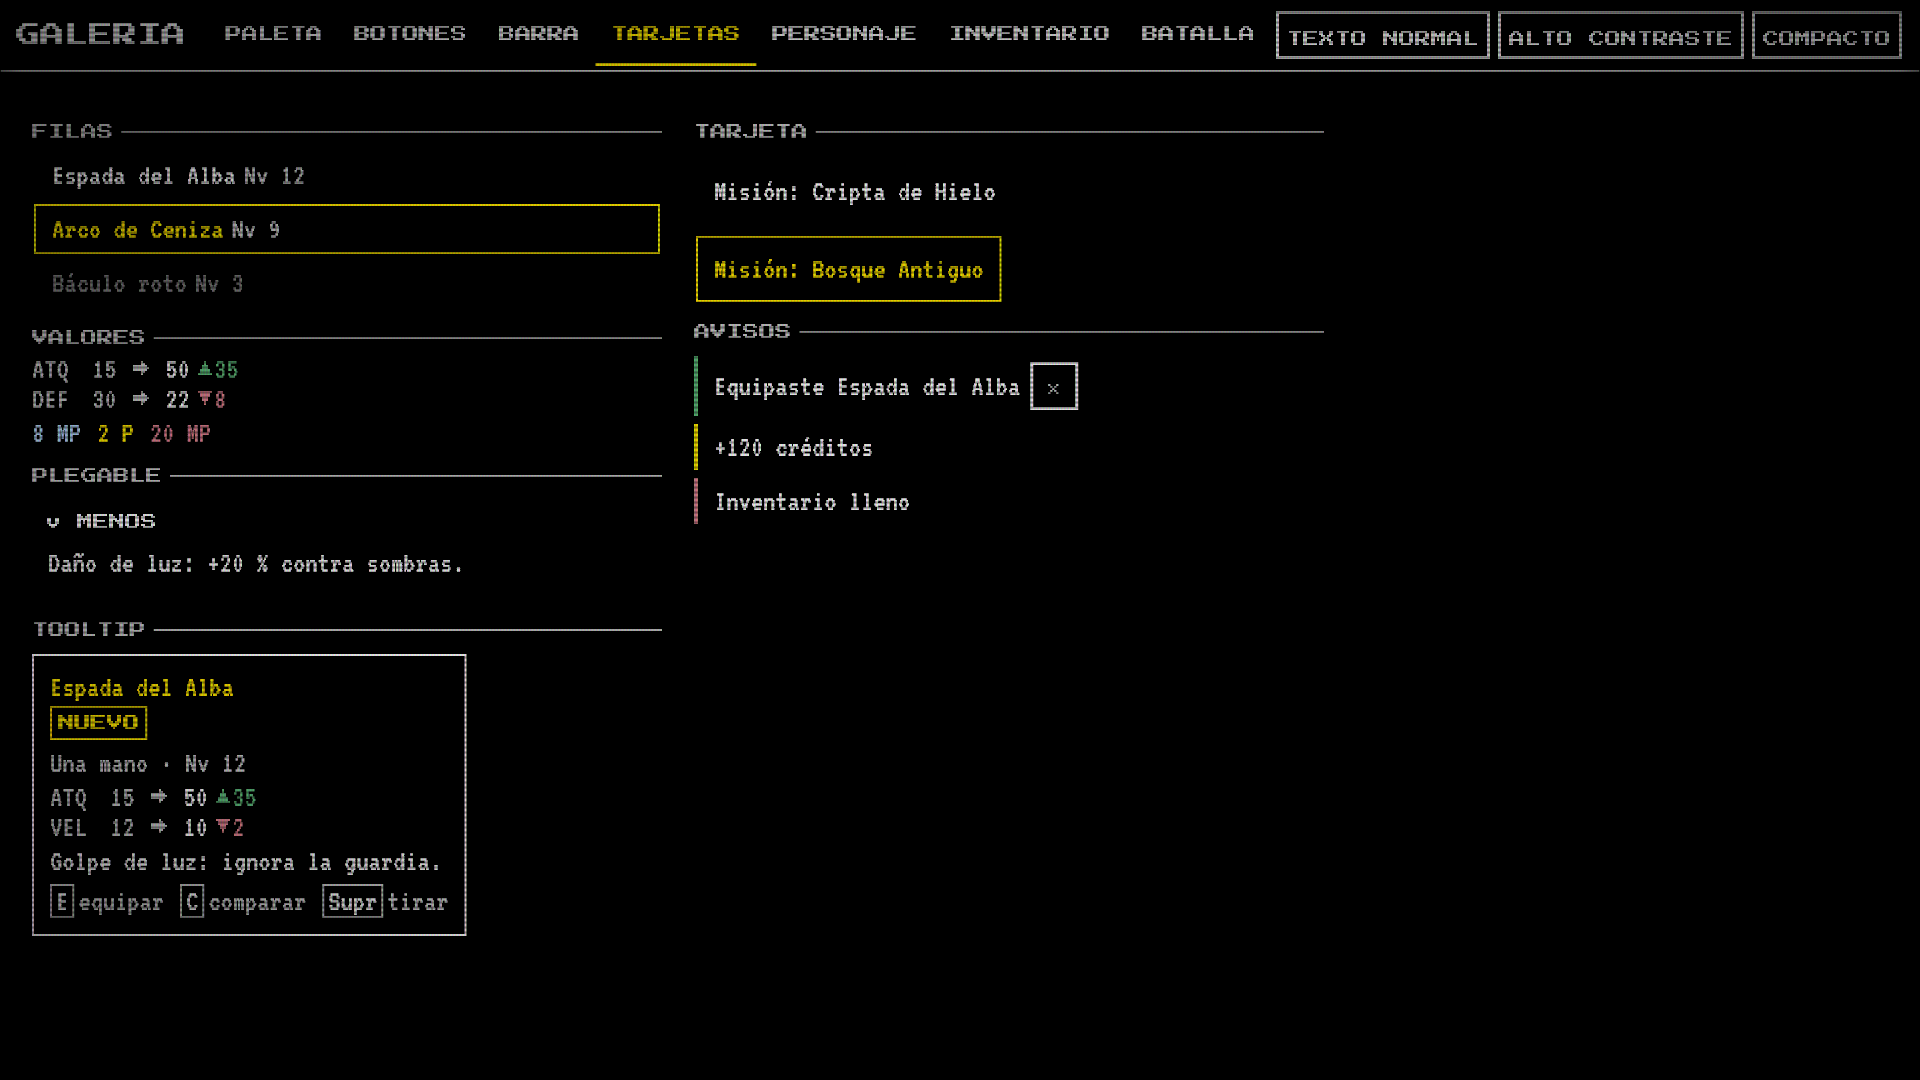 GALERIA PALETA BOTONES BARRA TARJETAS PERSONAJE INVENTARIO BATALLA TEXTO NORMAL ALTO CONTRASTE COMPACTO
FILAS
Espada del Alba Nv 12
Arco de Ceniza Nv 9
Báculo roto Nv 3
VALORES
ATQ 15 → 50 ▲35
DEF 30 → 22 ▼8
8 MP 2 P 20 MP
PLEGABLE
v MENOS
Daño de luz: +20 % contra sombras.
TOOLTIP
Espada del Alba
NUEVO
Una mano · Nv 12
ATQ 15 → 50 ▲35
VEL 12 → 10 ▼2
Golpe de luz: ignora la guardia.
E equipar C comparar Supr tirar
TARJETA
Misión: Cripta de Hielo
Misión: Bosque Antiguo
AVISOS
Equipaste Espada del Alba ×
+120 créditos
Inventario lleno